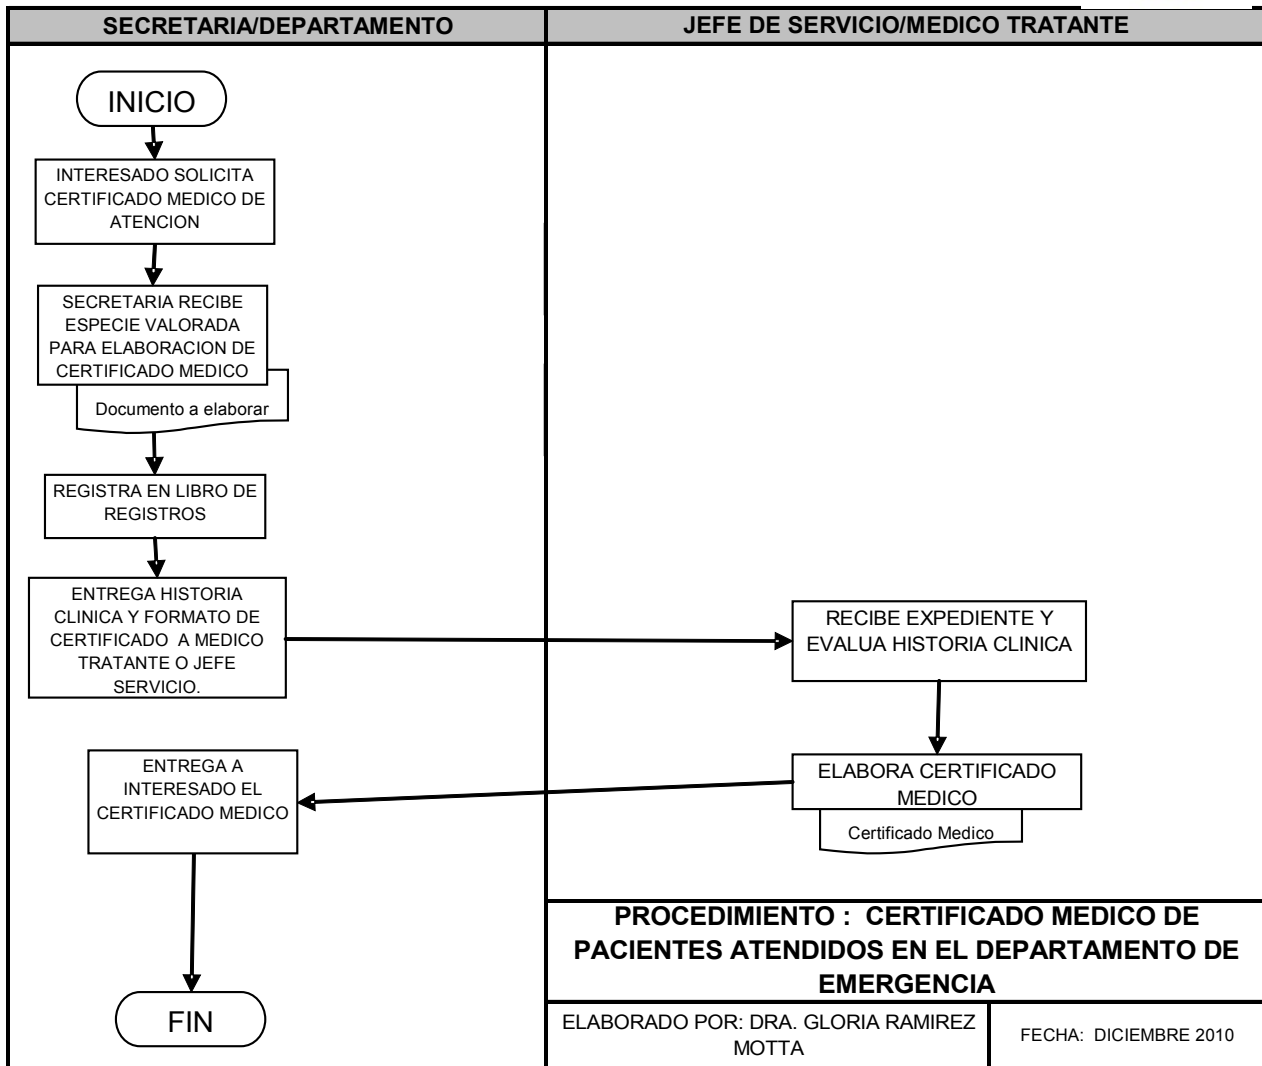 SECRETARIA/DEPARTAMENTO
JEFE DE SERVICIO/MEDICO TRATANTE
INICIO
INTERESADO SOLICITA
CERTIFICADO MEDICO DE
ATENCION
SECRETARIA RECIBE
ESPECIE VALORADA
PARA ELABORACION DE
CERTIFICADO MEDICO
Documento a elaborar
REGISTRA EN LIBRO DE
REGISTROS
ENTREGA HISTORIA
CLINICA Y FORMATO DE
CERTIFICADO A MEDICO
TRATANTE O JEFE
SERVICIO.
RECIBE EXPEDIENTE Y
EVALUA HISTORIA CLINICA
ELABORA CERTIFICADO
MEDICO
Certificado Medico
ENTREGA A
INTERESADO EL
CERTIFICADO MEDICO
FIN
PROCEDIMIENTO : CERTIFICADO MEDICO DE
PACIENTES ATENDIDOS EN EL DEPARTAMENTO DE
EMERGENCIA
ELABORADO POR: DRA. GLORIA RAMIREZ
MOTTA
FECHA: DICIEMBRE 2010